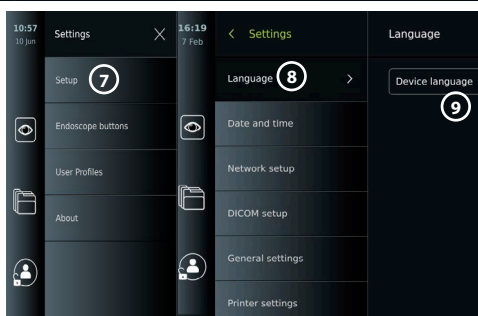 10:57
10 Jun
Settings
Setup 7
Endoscope buttons
User Profiles
About
16:19
7 Feb
Settings
Language 8
Date and time
Network setup
DICOM setup
General settings
Printer settings
Language
Device language
9